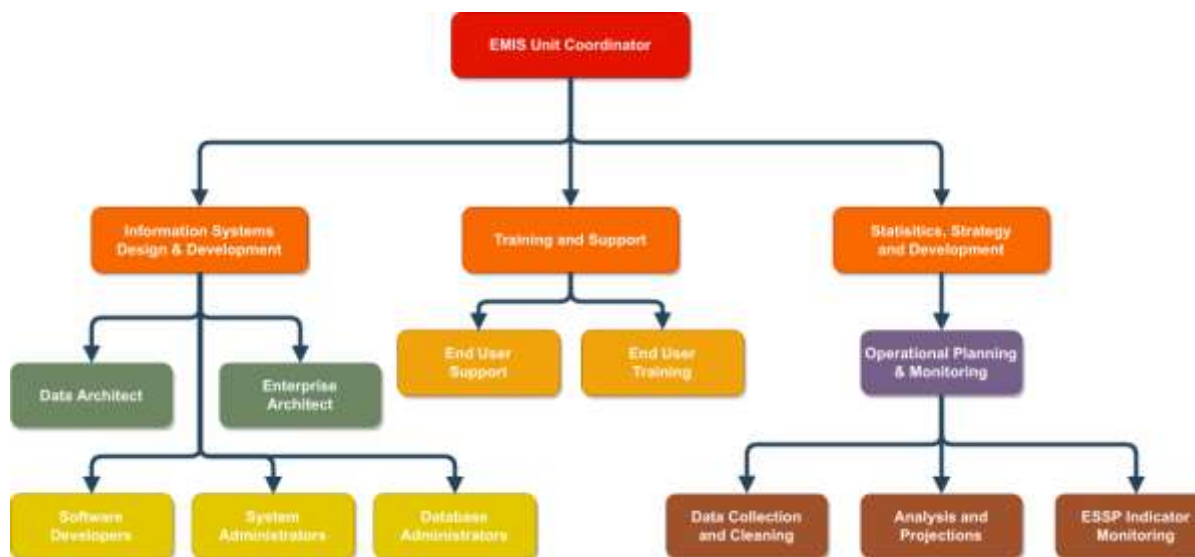 EMIS Unit Coordinator
Information Systems
Design & Development
Training and Support
Statisitics, Strategy
and Development
End User
Support
End User
Training
Operational Planning
& Monitoring
Data Architect
Enterprise
Architect
Software
Developers
System
Administrators
Database
Administrators
Data Collection
and Cleaning
Analysis and
Projections
ESSP Indicator
Monitoring